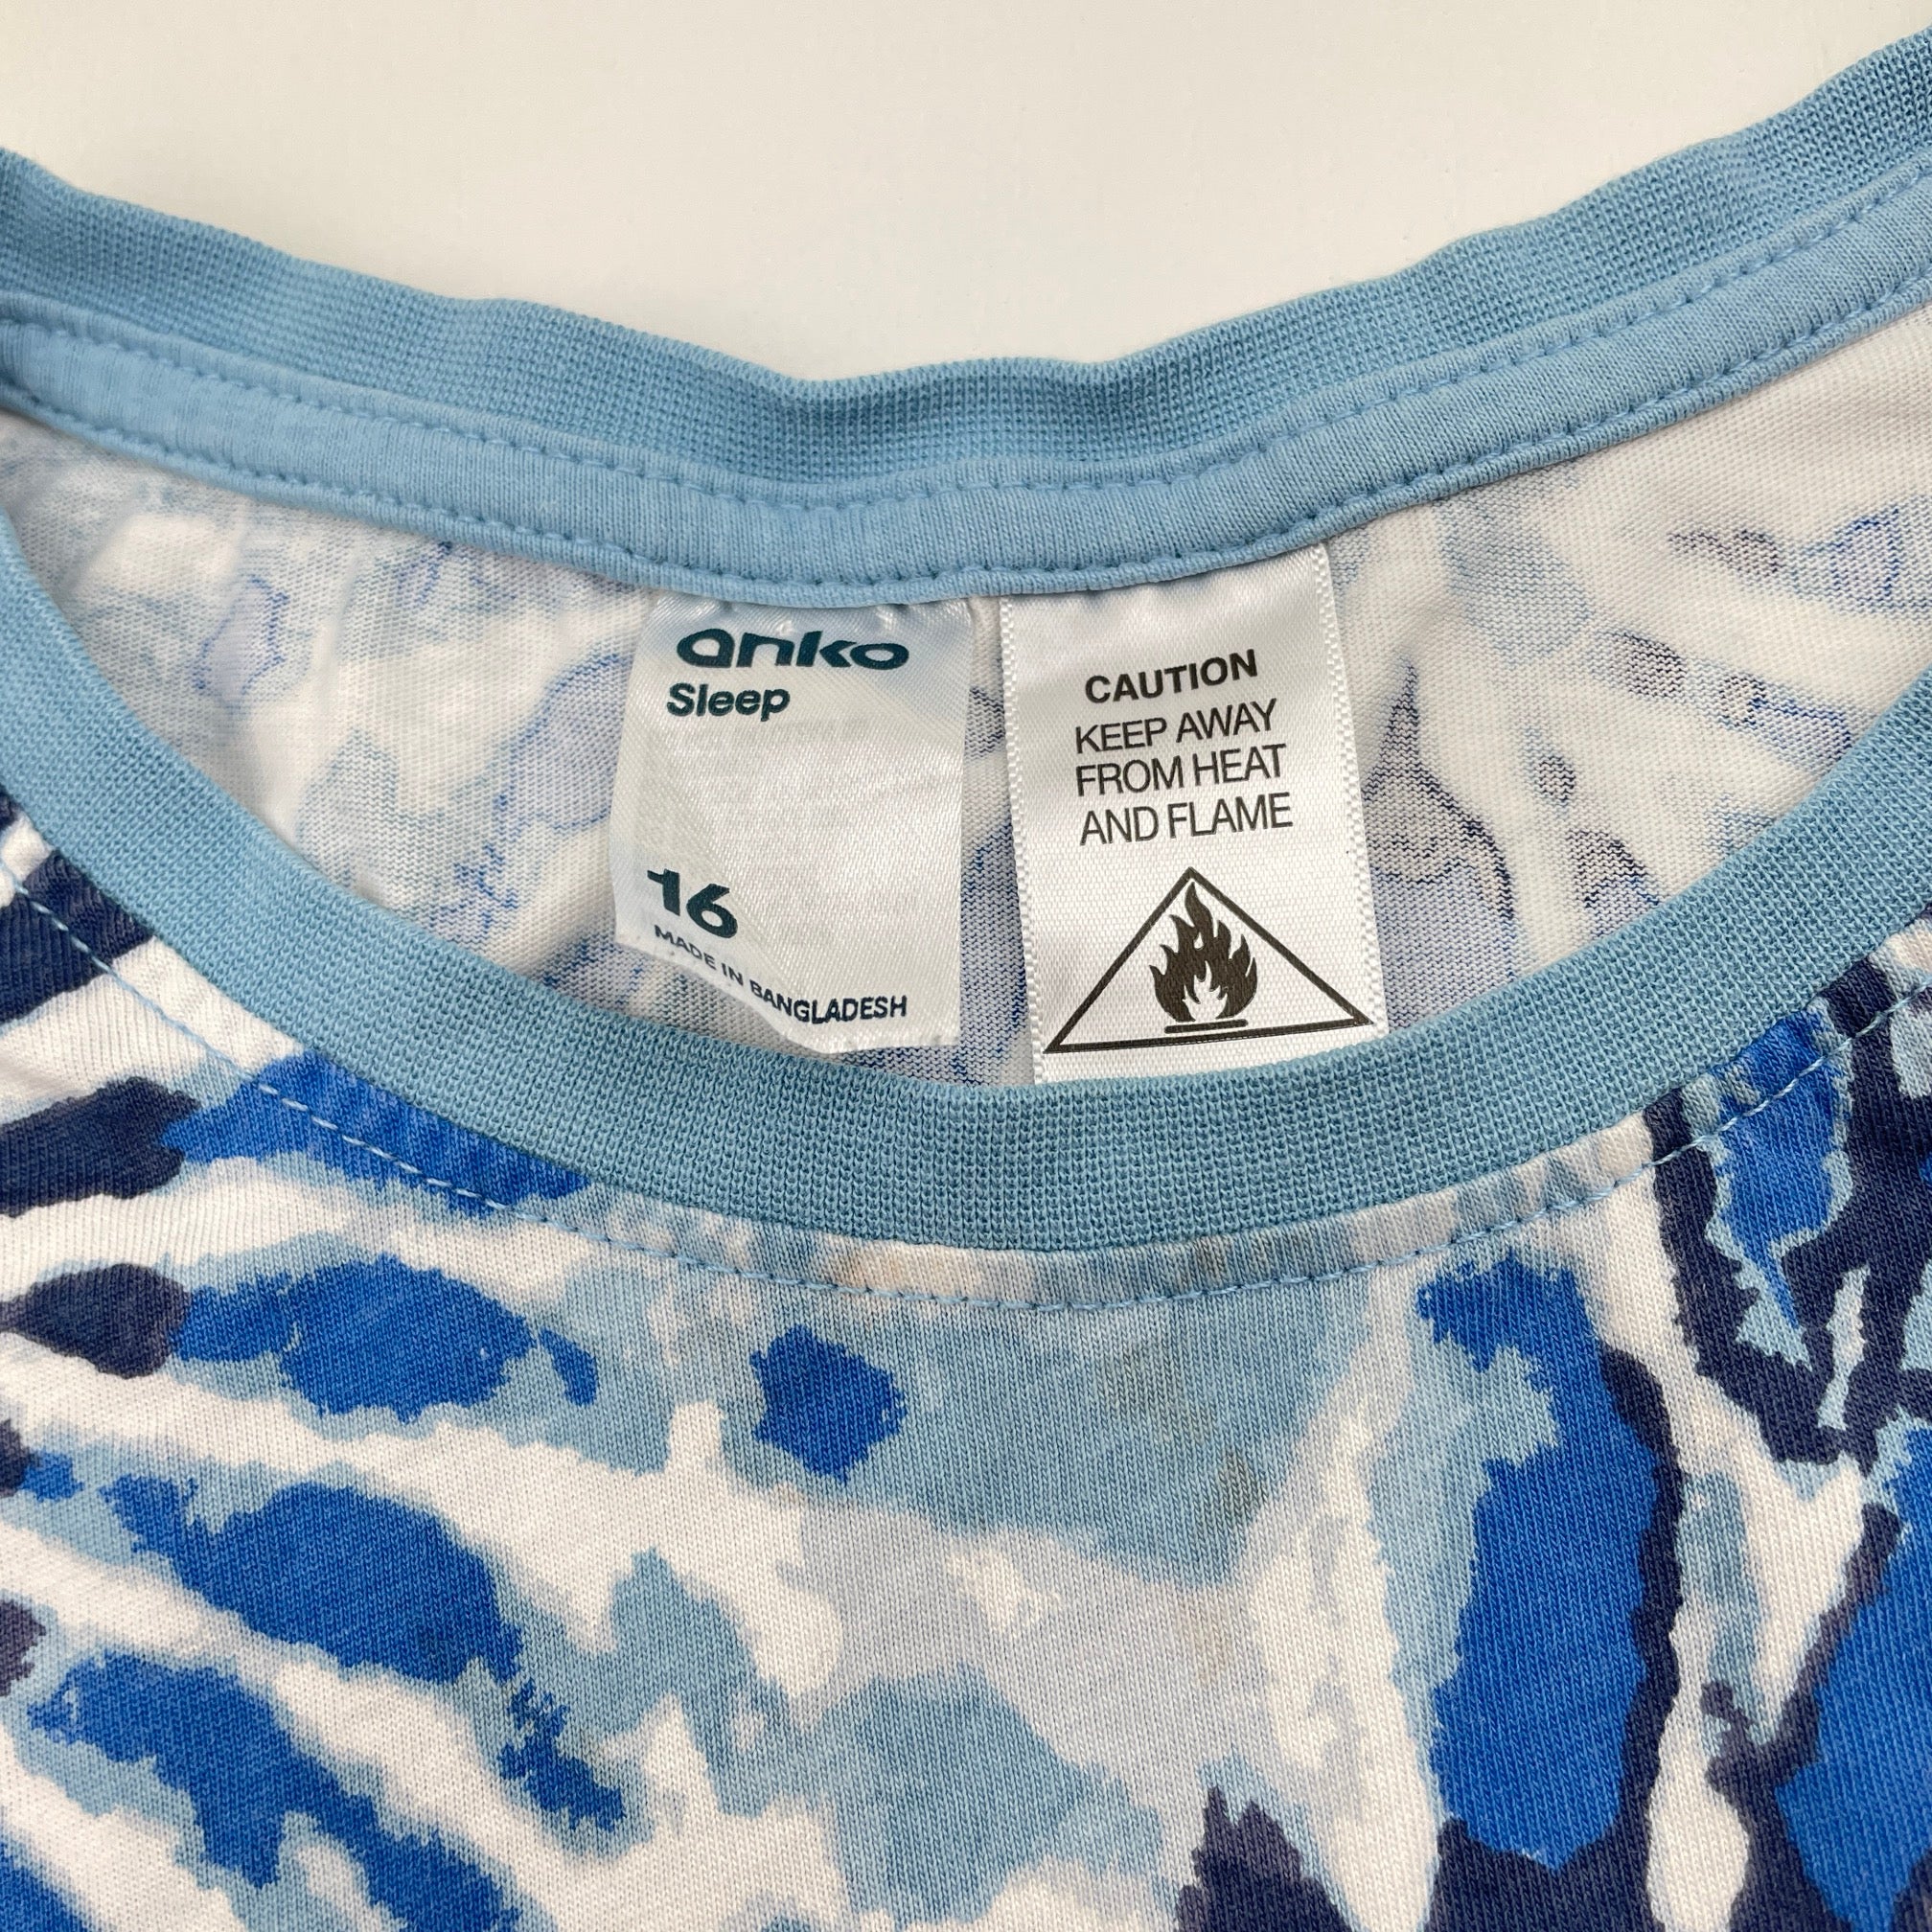 anko
Sleep
16
MADE IN BANGLADESH
CAUTION
KEEP AWAY
FROM HEAT
AND FLAME